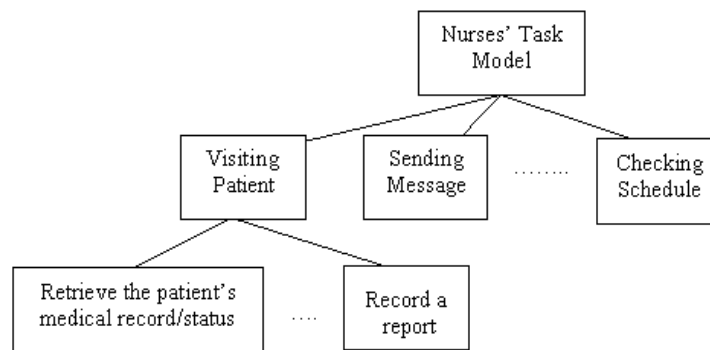 Nurses’ Task
Model
Visiting
Patient
Sending
Message
........
Checking
Schedule
Retrieve the patient’s
medical record/status
....
Record a
report